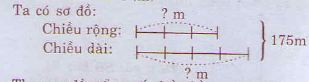 Ta có sơ đồ:
? m
Chiều rộng:
Chiều dài:
175m
? m